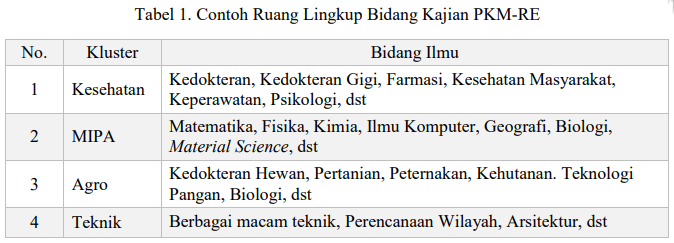 Tabel 1. Contoh Ruang Lingkup Bidang Kajian PKM-RE
No. Kluster Bidang Ilmu
1 Kesehatan Kedokteran, Kedokteran Gigi, Farmasi, Kesehatan Masyarakat,
Keperawatan, Psikologi, dst
2 MIPA Matematika, Fisika, Kimia, Ilmu Komputer, Geografi, Biologi,
Material Science, dst
3 Agro Kedokteran Hewan, Pertanian, Peternakan, Kehutanan. Teknologi
Pangan, Biologi, dst
4 Teknik Berbagai macam teknik, Perencanaan Wilayah, Arsitektur, dst